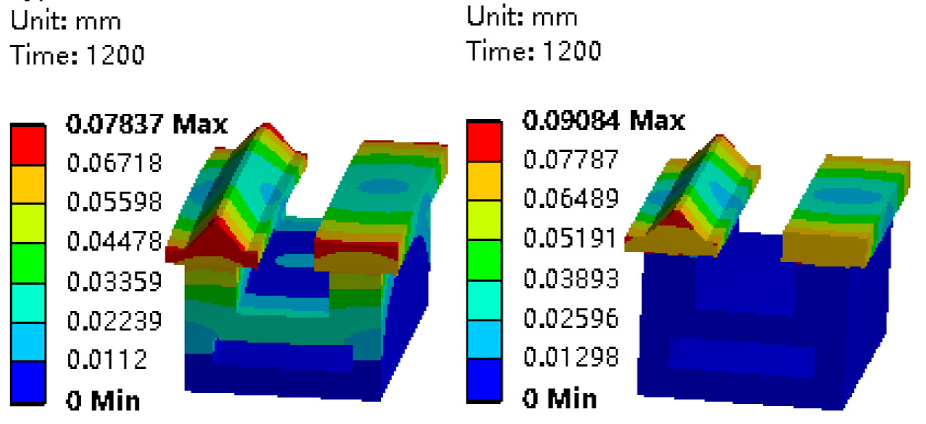 Unit: mm
Time: 1200
0.07837 Max
0.06718
0.05598
0.04478
0.03359
0.02239
0.0112
0 Min
Unit: mm
Time: 1200
0.09084 Max
0.07787
0.06489
0.05191
0.03893
0.02596
0.01298
0 Min